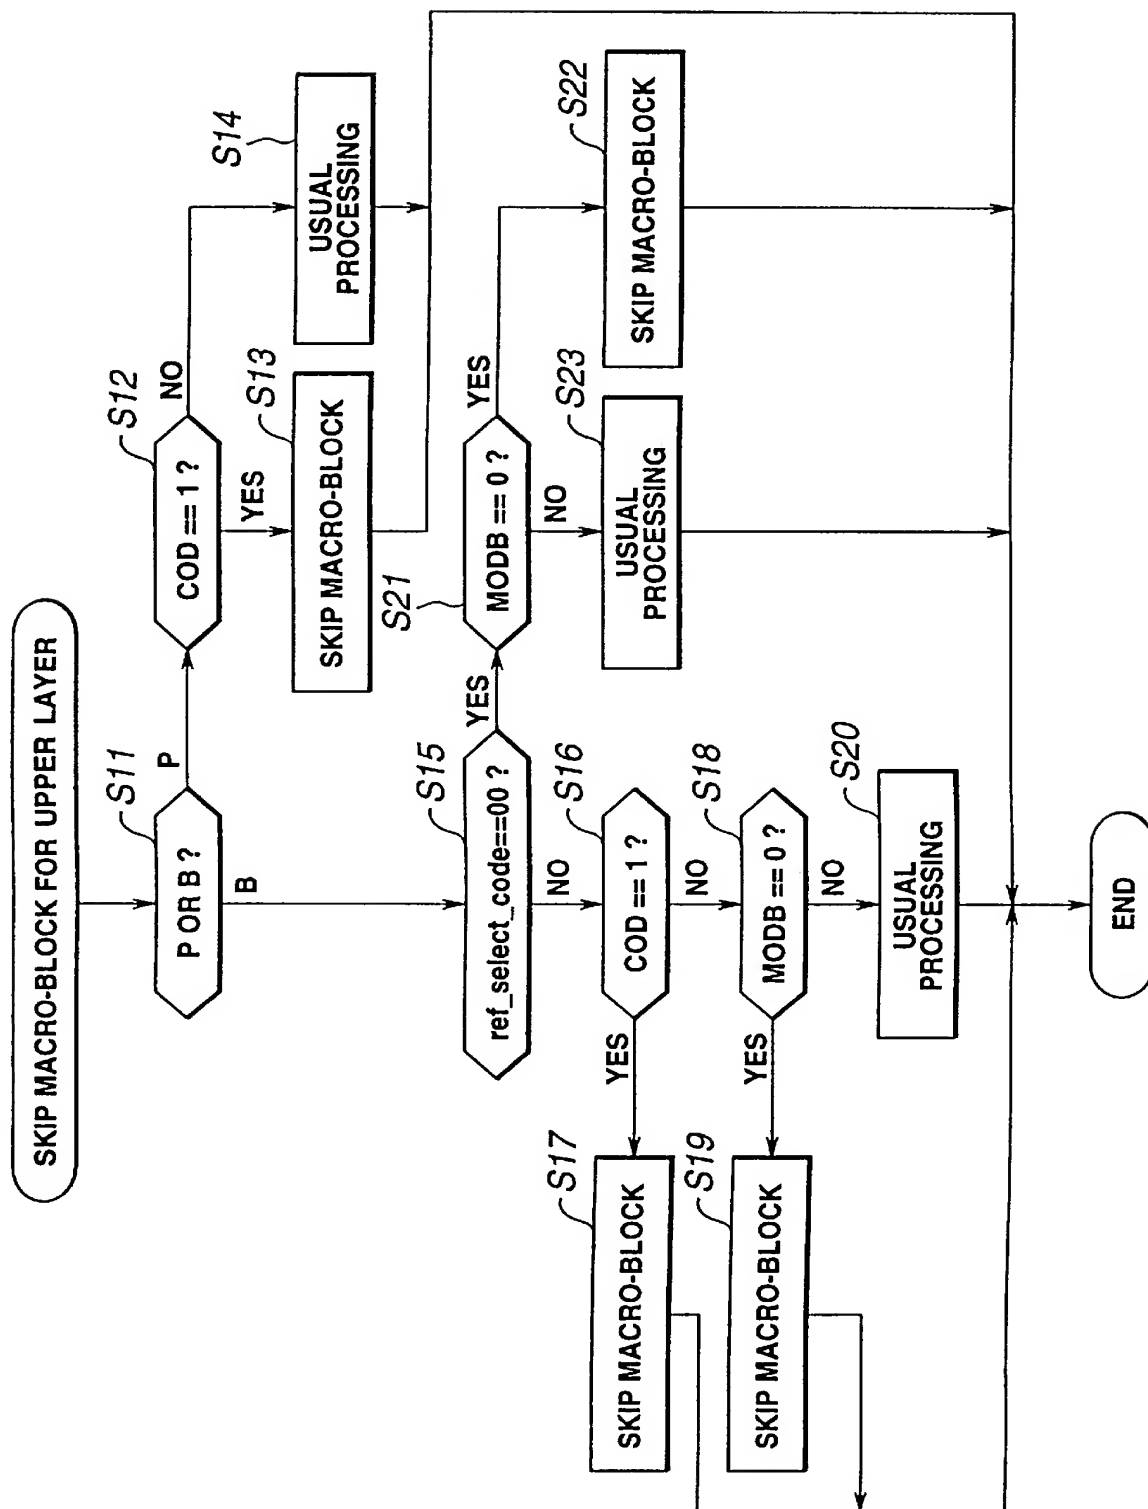 SKIP MACRO-BLOCK FOR UPPER LAYER
S11
P OR B ?
P
B
S12
COD == 1 ?
NO
YES
S13
SKIP MACRO-BLOCK
S14
USUAL
PROCESSING
S15
ref_select_code==00 ?
YES
NO
S21
MODB == 0 ?
YES
NO
S16
COD == 1 ?
YES
NO
S23
USUAL
PROCESSING
S22
SKIP MACRO-BLOCK
S17
SKIP MACRO-BLOCK
S18
MODB == 0 ?
YES
NO
S19
SKIP MACRO-BLOCK
S20
USUAL
PROCESSING
END